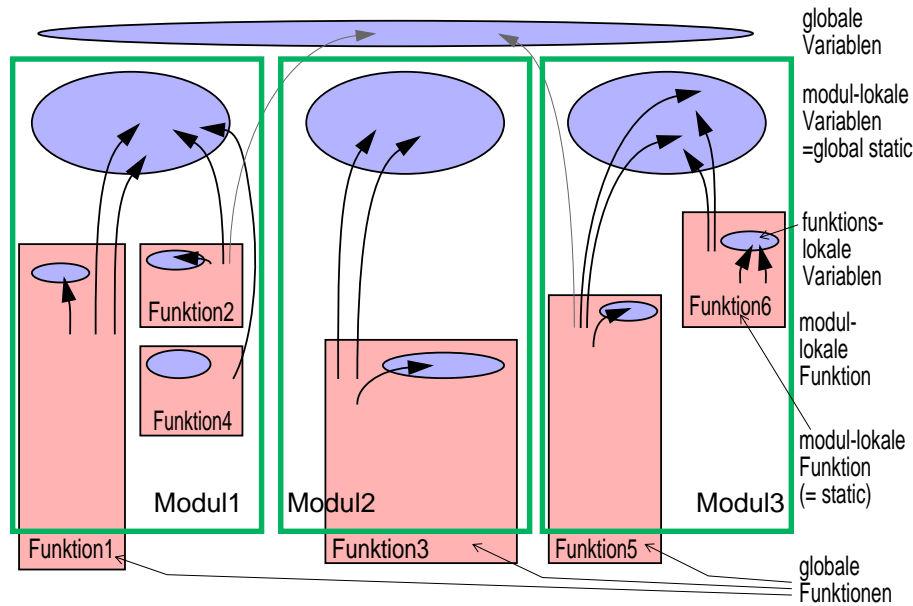 globale
Variablen
modul-lokale
Variablen
=global static
funktions-
lokale
Variablen
Funktion2
Funktion6
Funktion4
modul-
lokale
Funktion
modul-lokale
Funktion
(= static)
Modul1
Modul2
Modul3
Funktion1
Funktion3
Funktion5
globale
Funktionen